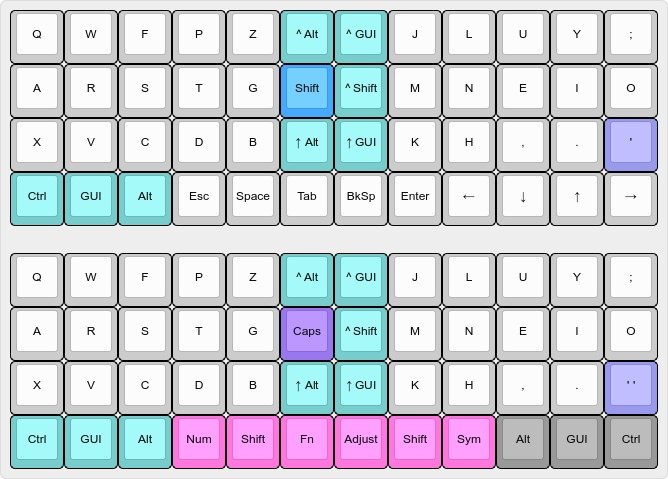 Q W F P Z ^ Alt ^ GUI J L U Y ;
A R S T G Shift ^ Shift M N E I O
X V C D B ↑ Alt ↑ GUI K H , . '
Ctrl GUI Alt Esc Space Tab BkSp Enter ← ↓ ↑ →
Q W F P Z ^ Alt ^ GUI J L U Y ;
A R S T G Caps ^ Shift M N E I O
X V C D B ↑ Alt ↑ GUI K H , . ' '
Ctrl GUI Alt Num Shift Fn Adjust Shift Sym Alt GUI Ctrl